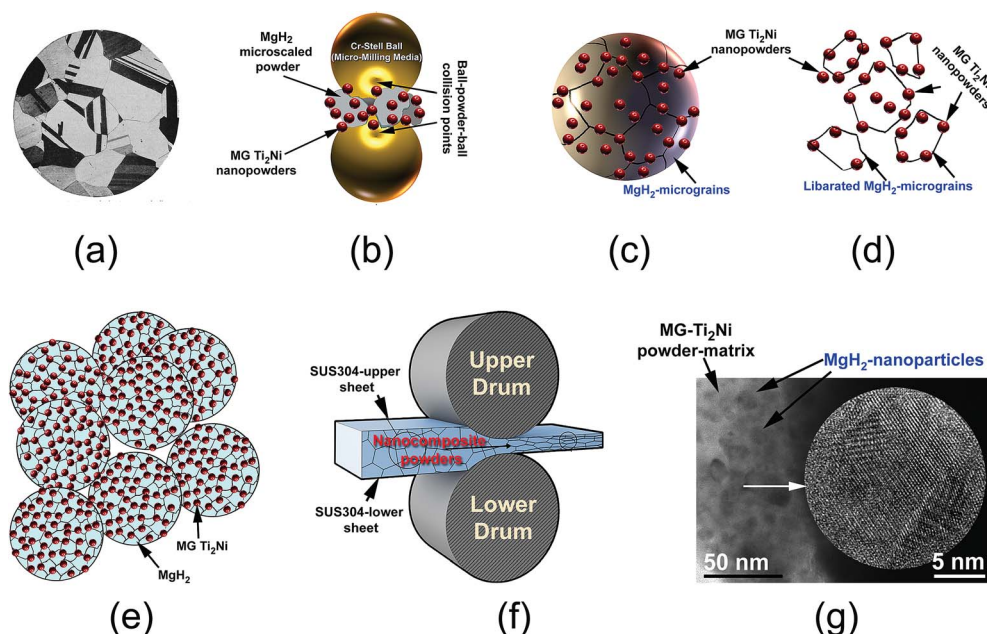 MgH2
microscaled
powder
Cr-Stell Ball
(Micro-Milling Media)
Ball-powder-ball
collision points
MG Ti2Ni
nanopowders
MG Ti2Ni
nanopowders
MgH2-micrograins
MG Ti2Ni
nanopowders
Libarated MgH2-micrograins
(a)
(b)
(c)
(d)
MG Ti2Ni
MgH2
SUS304-upper
sheet
Upper
Drum
Nanocomposite
powders
SUS304-lower
sheet
Lower
Drum
MG-Ti2Ni
powder-matrix
MgH2-nanoparticles
50 nm
5 nm
(e)
(f)
(g)